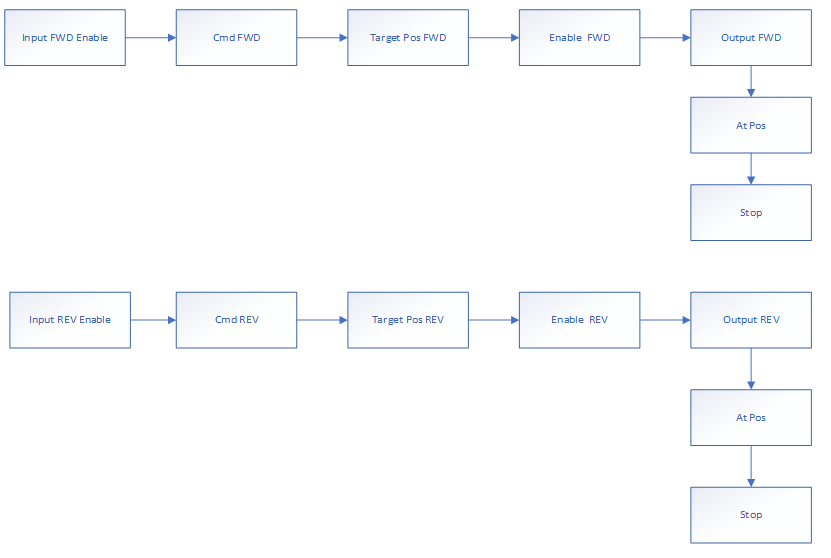 Input FWD Enable
Cmd FWD
Target Pos FWD
Enable  FWD
Output FWD
At Pos
Stop
Input REV Enable
Cmd REV
Target Pos REV
Enable  REV
Output REV
At Pos
Stop